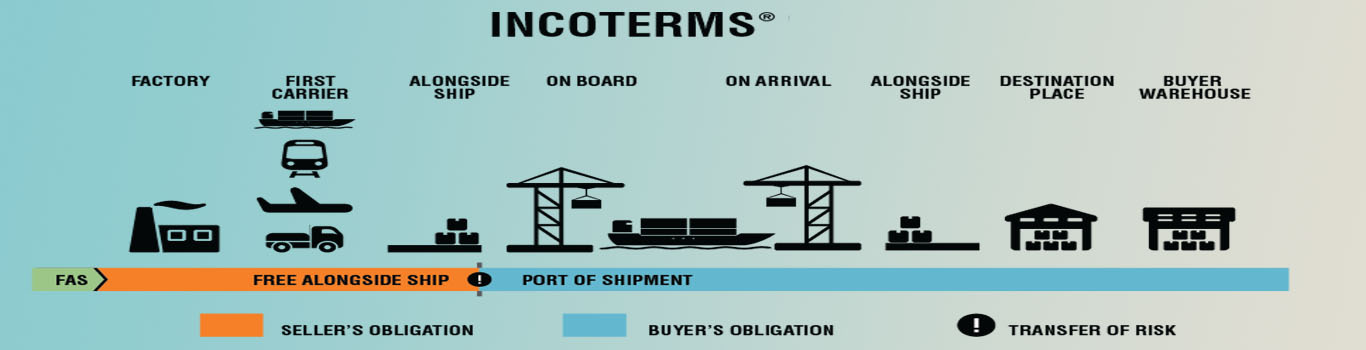 INCOTERMS®
FACTORY
FIRST
CARRIER
ALONGSIDE
SHIP
ON BOARD
ON ARRIVAL
ALONGSIDE
SHIP
DESTINATION
PLACE
BUYER
WAREHOUSE
FAS
FREE ALONGSIDE SHIP
!
PORT OF SHIPMENT
SELLER'S OBLIGATION
BUYER'S OBLIGATION
!
TRANSFER OF RISK